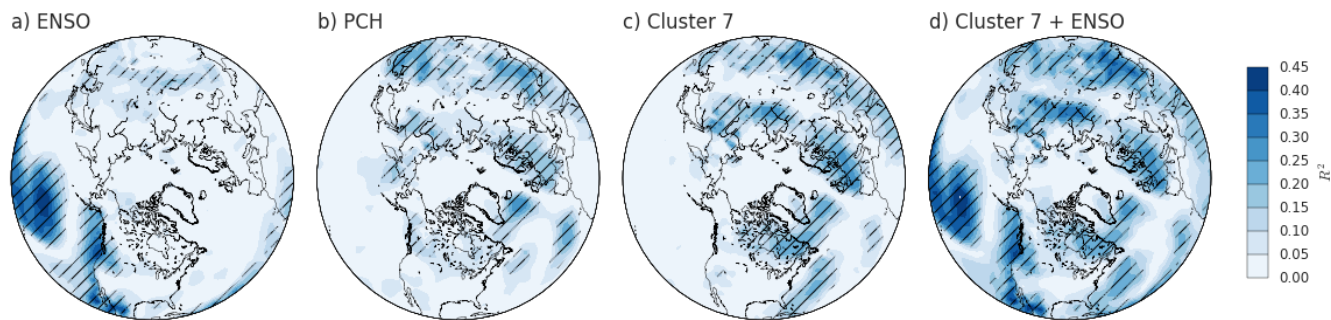 a) ENSO
b) PCH
c) Cluster 7
d) Cluster 7 + ENSO
0.45
0.40
0.35
0.30
0.25
0.20
0.15
0.10
0.05
0.00
R²